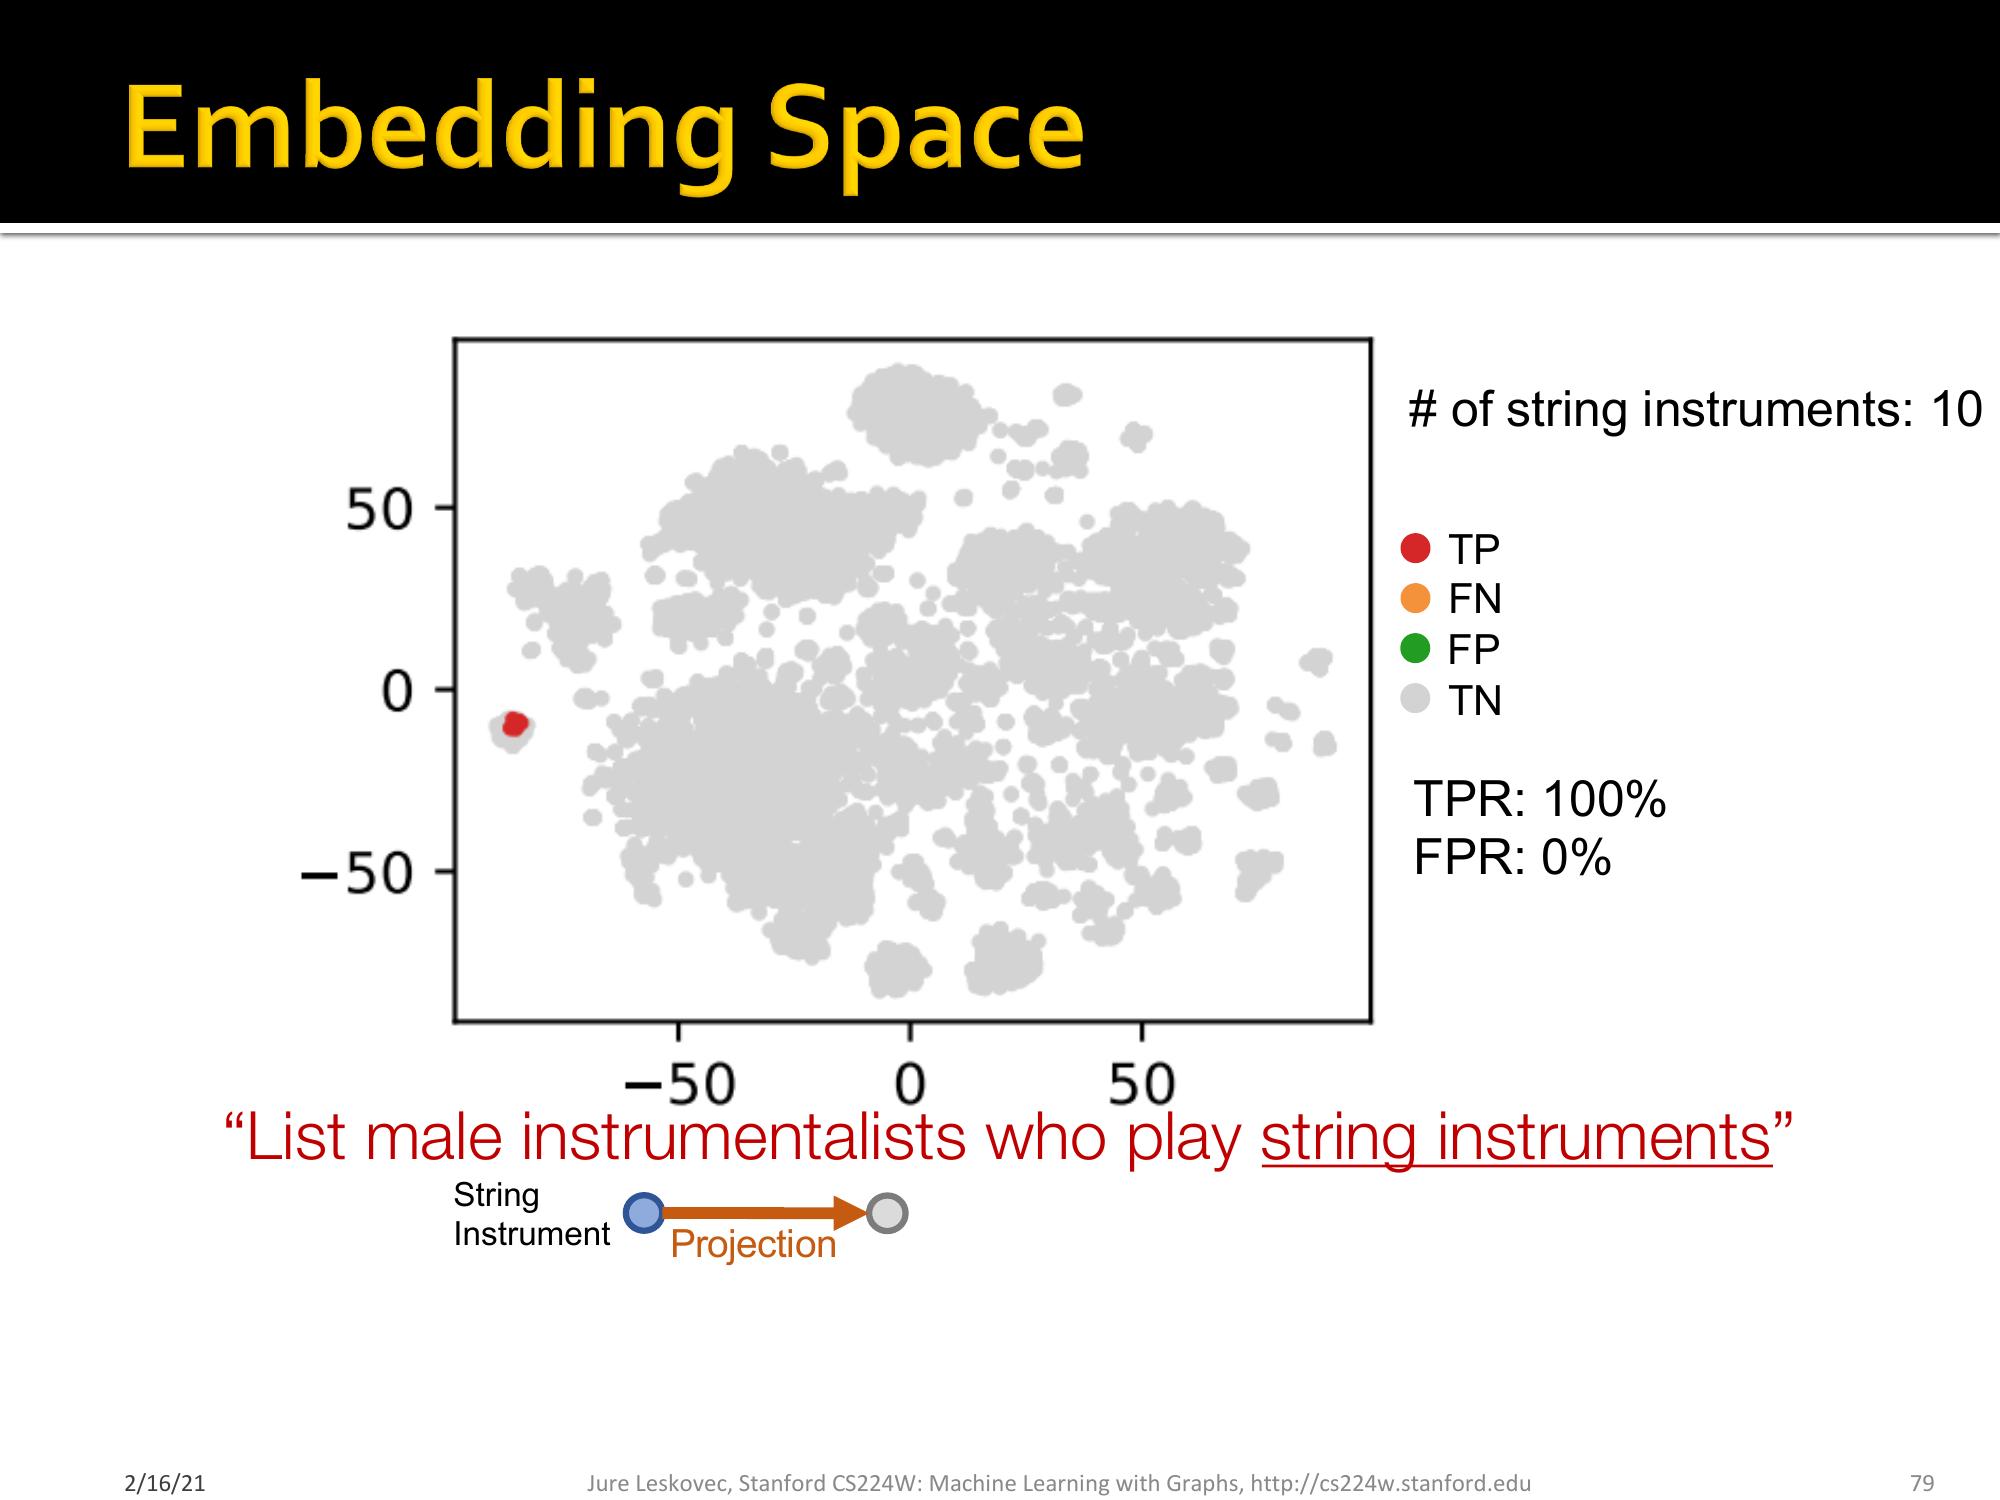 Embedding Space
# of string instruments: 10
50
0
−50
TP
FN
FP
TN
TPR: 100%
FPR: 0%
−50 0 50
“List male instrumentalists who play string instruments”
String
Instrument
Projection
2/16/21 Jure Leskovec, Stanford CS224W: Machine Learning with Graphs, http://cs224w.stanford.edu 79